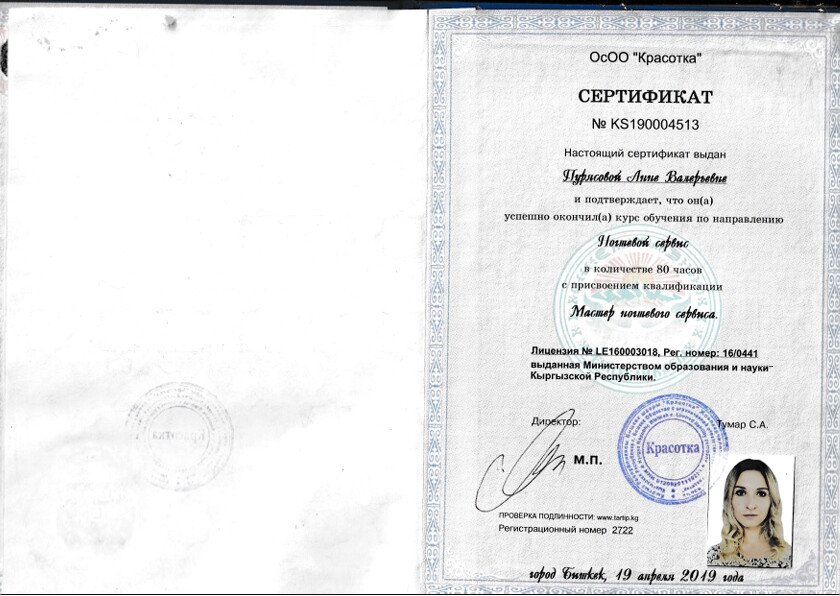 ОсОО "Красотка"
СЕРТИФИКАТ
№ KS190004513
Настоящий сертификат выдан
Пурясовой Лине Валерьевне
и подтверждает, что он(а)
успешно окончил(а) курс обучения по направлению
Ногтевой сервис
в количестве 80 часов
с присвоением квалификации
Мастер ногтевого сервиса.
Лицензия № LE160003018, Рег. номер: 16/0441
выданная Министерством образования и науки
Кыргызской Республики.
Директор:
Тумар С.А.
Красотка
М.П.
ПРОВЕРКА ПОДЛИННОСТИ: www.tartip.kg
Регистрационный номер 2722
город Бишкек, 19 апреля 2019 года